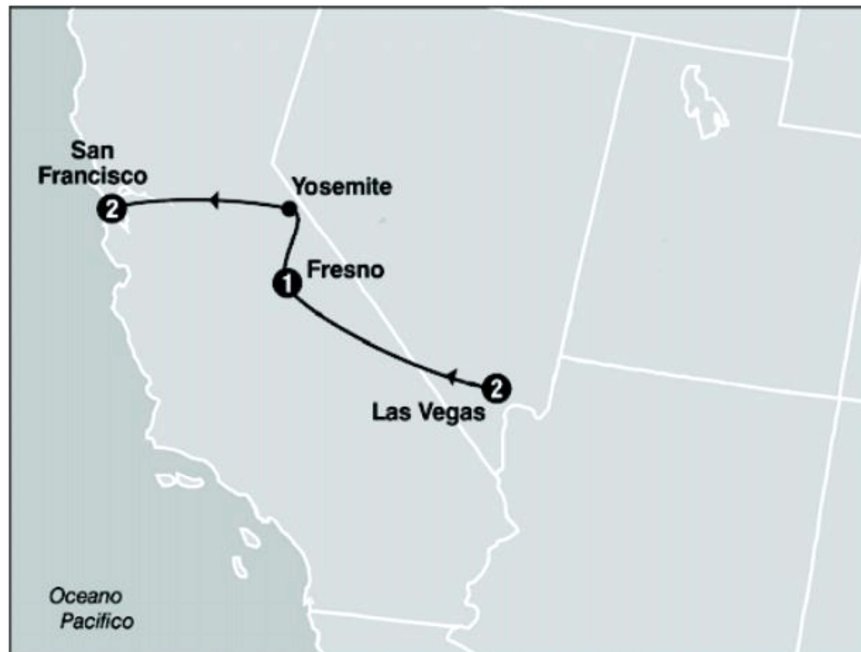 San
Francisco
2
Yosemite
1
Fresno
2
Las Vegas
Oceano
Pacifico